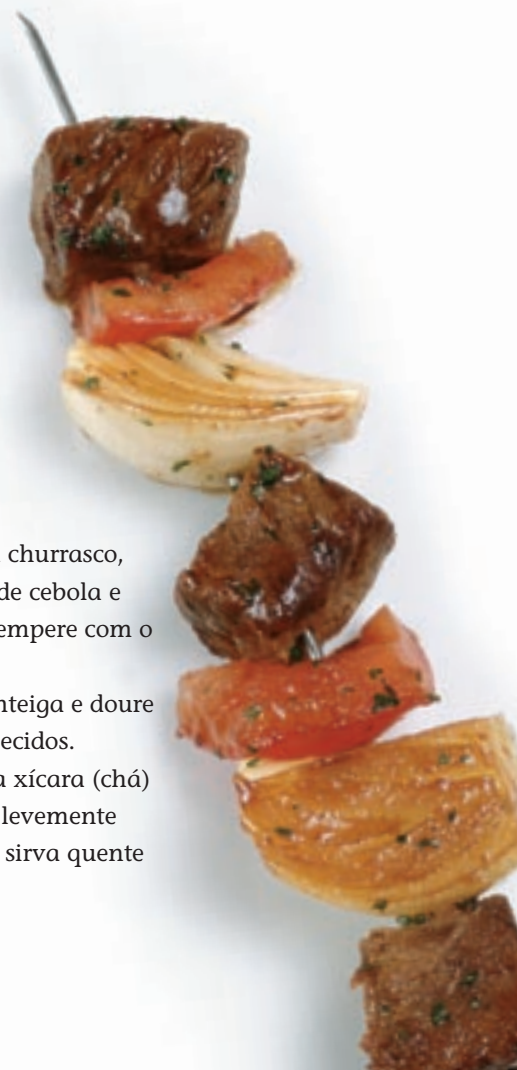 churrasco,
de cebola e
empere com o
nteiga e doure
ecidos.
a xícara (chá)
levemente
sirva quente